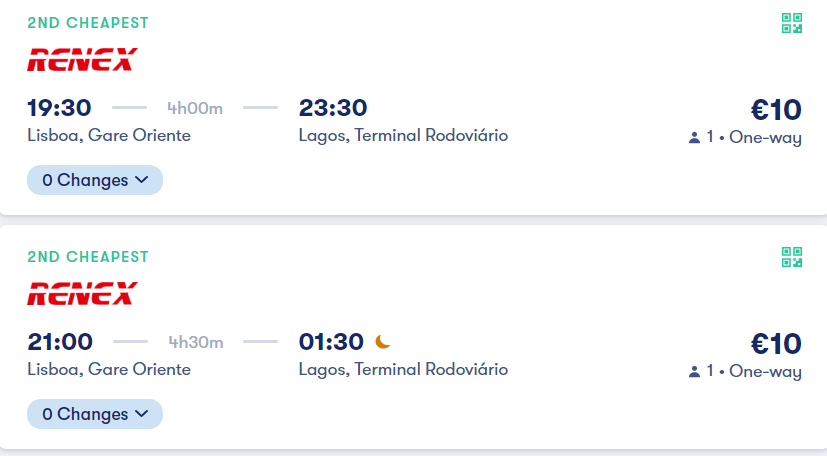 2ND CHEAPEST
RENEX
19:30 4h00m 23:30 €10
Lisboa, Gare Oriente Lagos, Terminal Rodoviário 1 • One-way
0 Changes
2ND CHEAPEST
RENEX
21:00 4h30m 01:30 €10
Lisboa, Gare Oriente Lagos, Terminal Rodoviário 1 • One-way
0 Changes